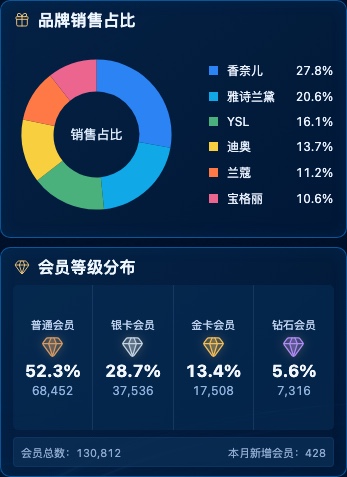 品牌销售占比
销售占比
香奈儿 27.8%
雅诗兰黛 20.6%
YSL 16.1%
迪奥 13.7%
兰蔻 11.2%
宝格丽 10.6%
会员等级分布
普通会员 银卡会员 金卡会员 钻石会员
52.3% 28.7% 13.4% 5.6%
68,452 37,536 17,508 7,316
会员总数：130,812 本月新增会员：428